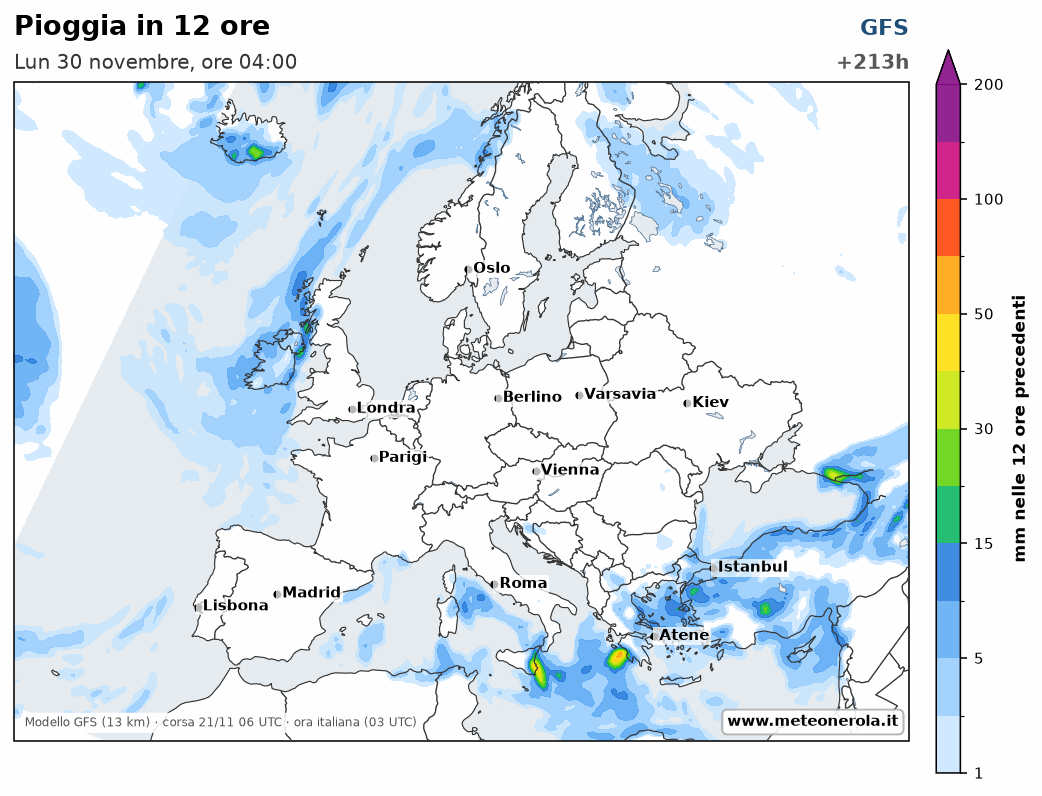 Pioggia in 12 ore
GFS
Lun 30 novembre, ore 04:00
+213h
200
100
50
30
15
5
1
mm nelle 12 ore precedenti
Oslo
Berlino
Varsavia
Kiev
Londra
Parigi
Vienna
Istanbul
Roma
Madrid
Lisbona
Atene
Modello GFS (13 km) · corsa 21/11 06 UTC · ora italiana (03 UTC)
www.meteonerola.it